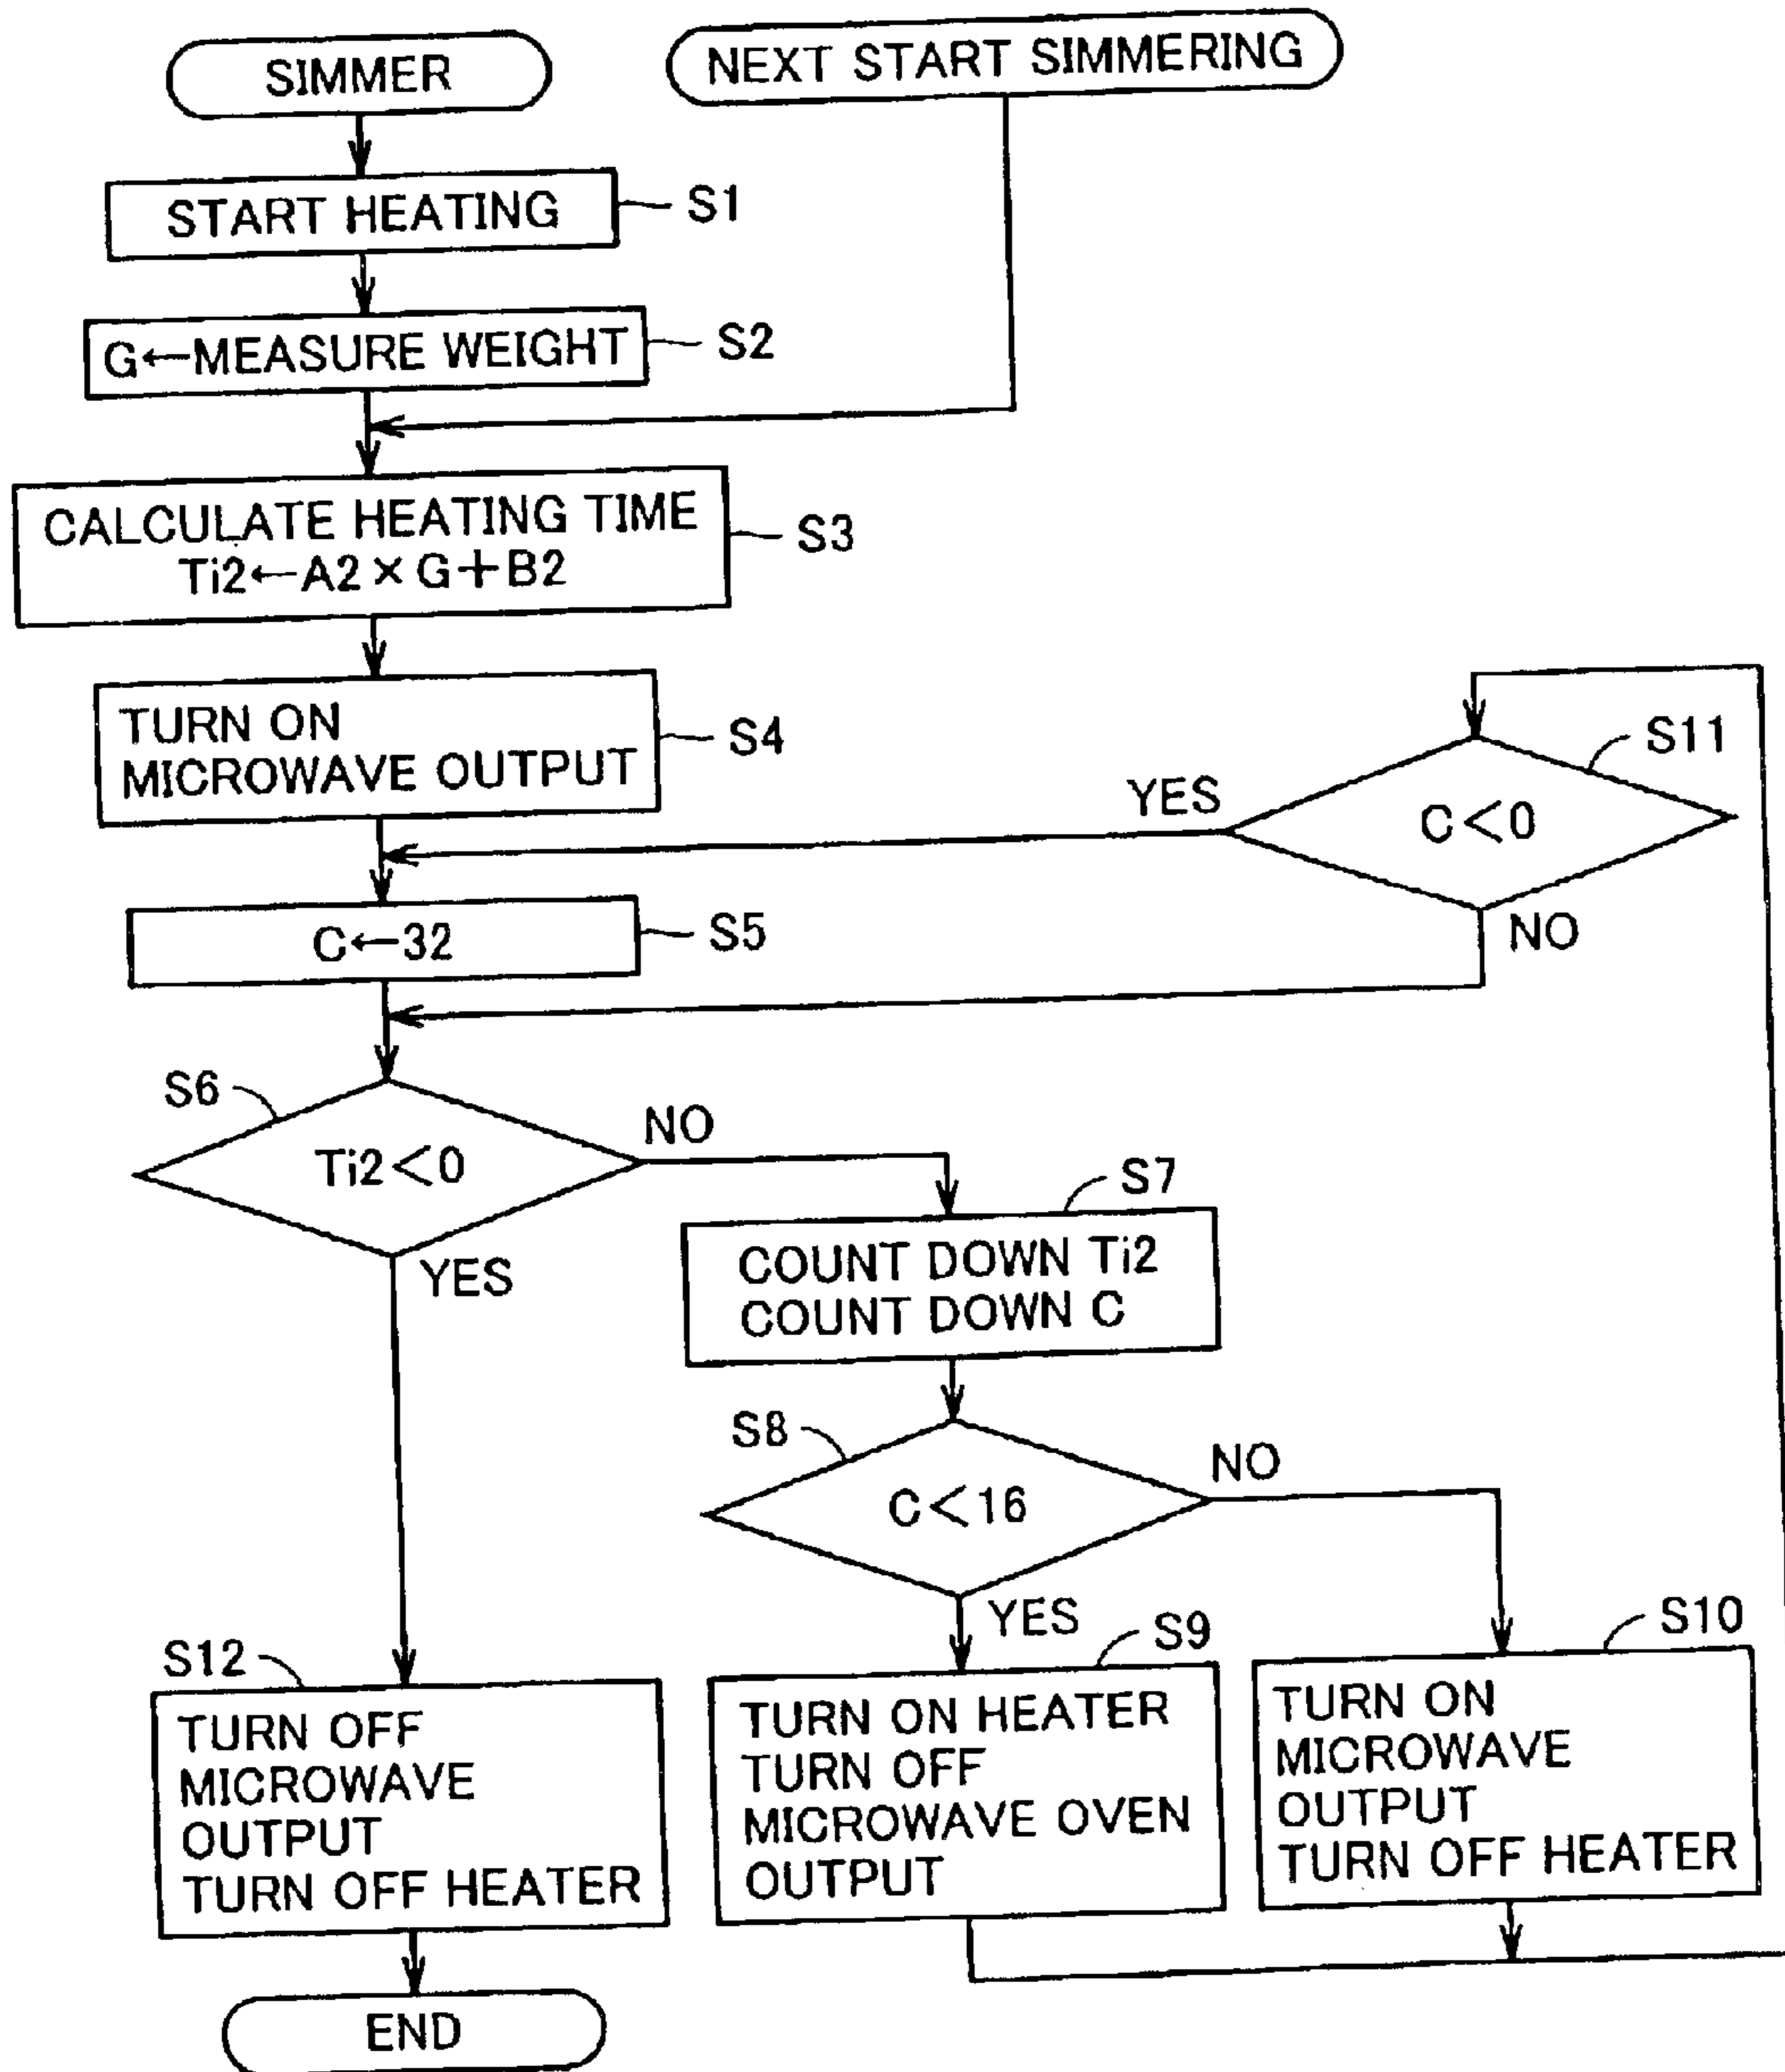 SIMMER
NEXT START SIMMERING
START HEATING
S1
G←MEASURE WEIGHT
S2
CALCULATE HEATING TIME
Ti2←A2×G+B2
S3
TURN ON
MICROWAVE OUTPUT
S4
S11
C<0
YES
NO
C←32
S5
S6
Ti2<0
NO
YES
S7
COUNT DOWN Ti2
COUNT DOWN C
S8
C<16
NO
YES
S12
TURN OFF
MICROWAVE
OUTPUT
TURN OFF HEATER
S9
TURN ON HEATER
TURN OFF
MICROWAVE OVEN
OUTPUT
S10
TURN ON
MICROWAVE
OUTPUT
TURN OFF HEATER
END